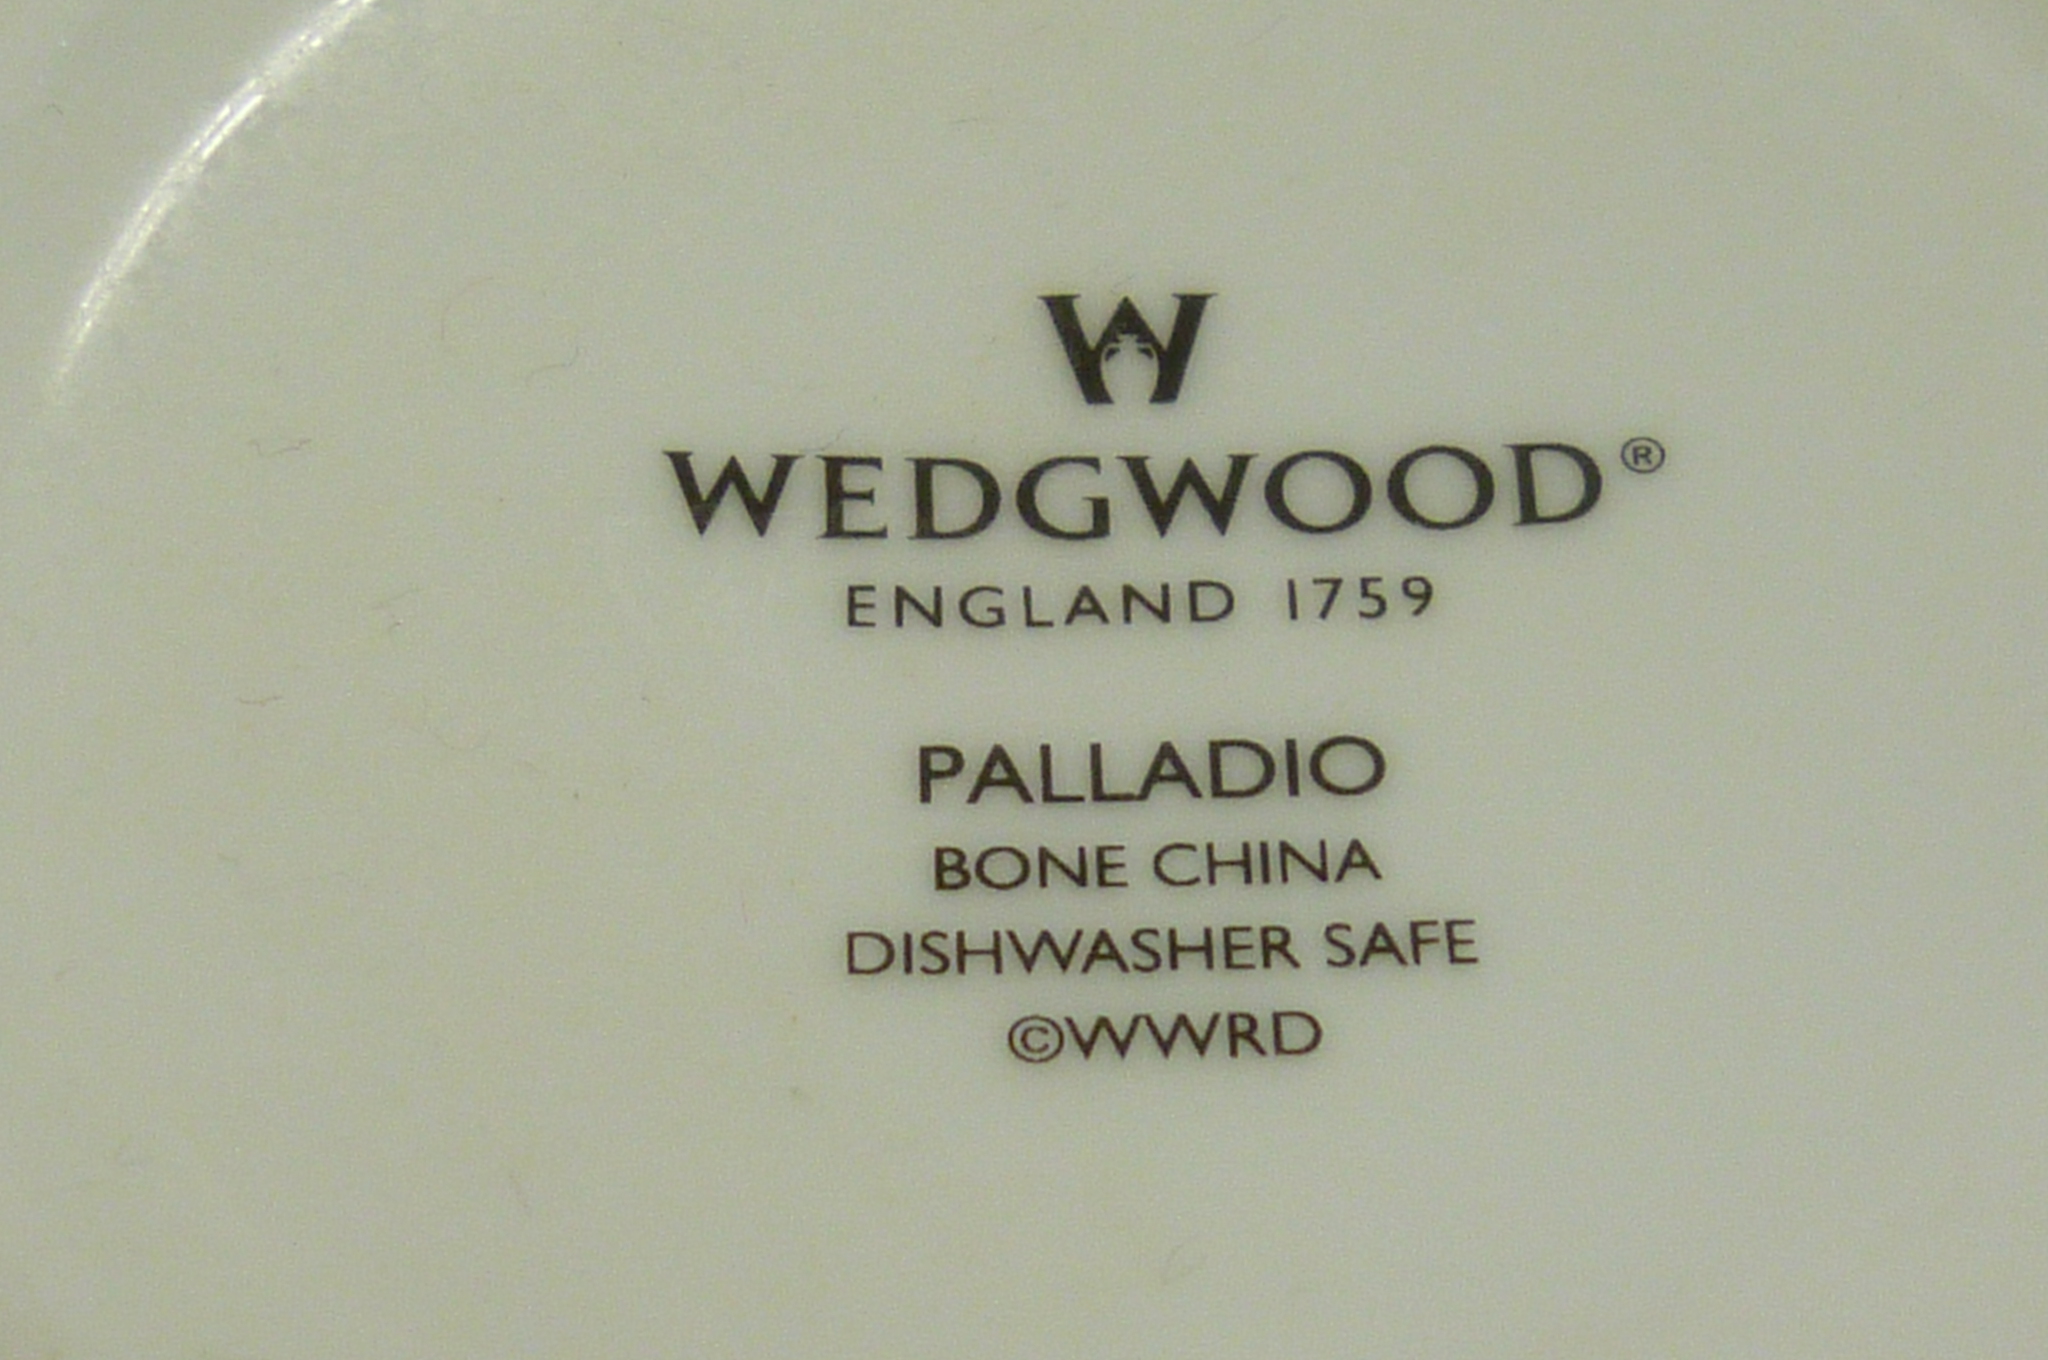 W
WEDGWOOD®
ENGLAND 1759
PALLADIO
BONE CHINA
DISHWASHER SAFE
©WWRD